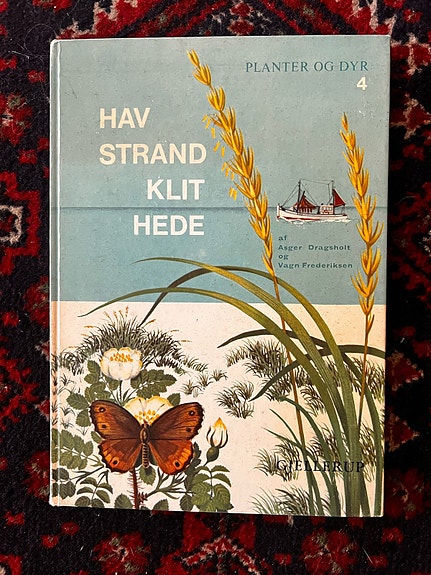 PLANTER OG DYR
4
HAV
STRAND
KLIT
HEDE
af
Asger Dragsholt
og
Vagn Frederiksen
GJELLERUP